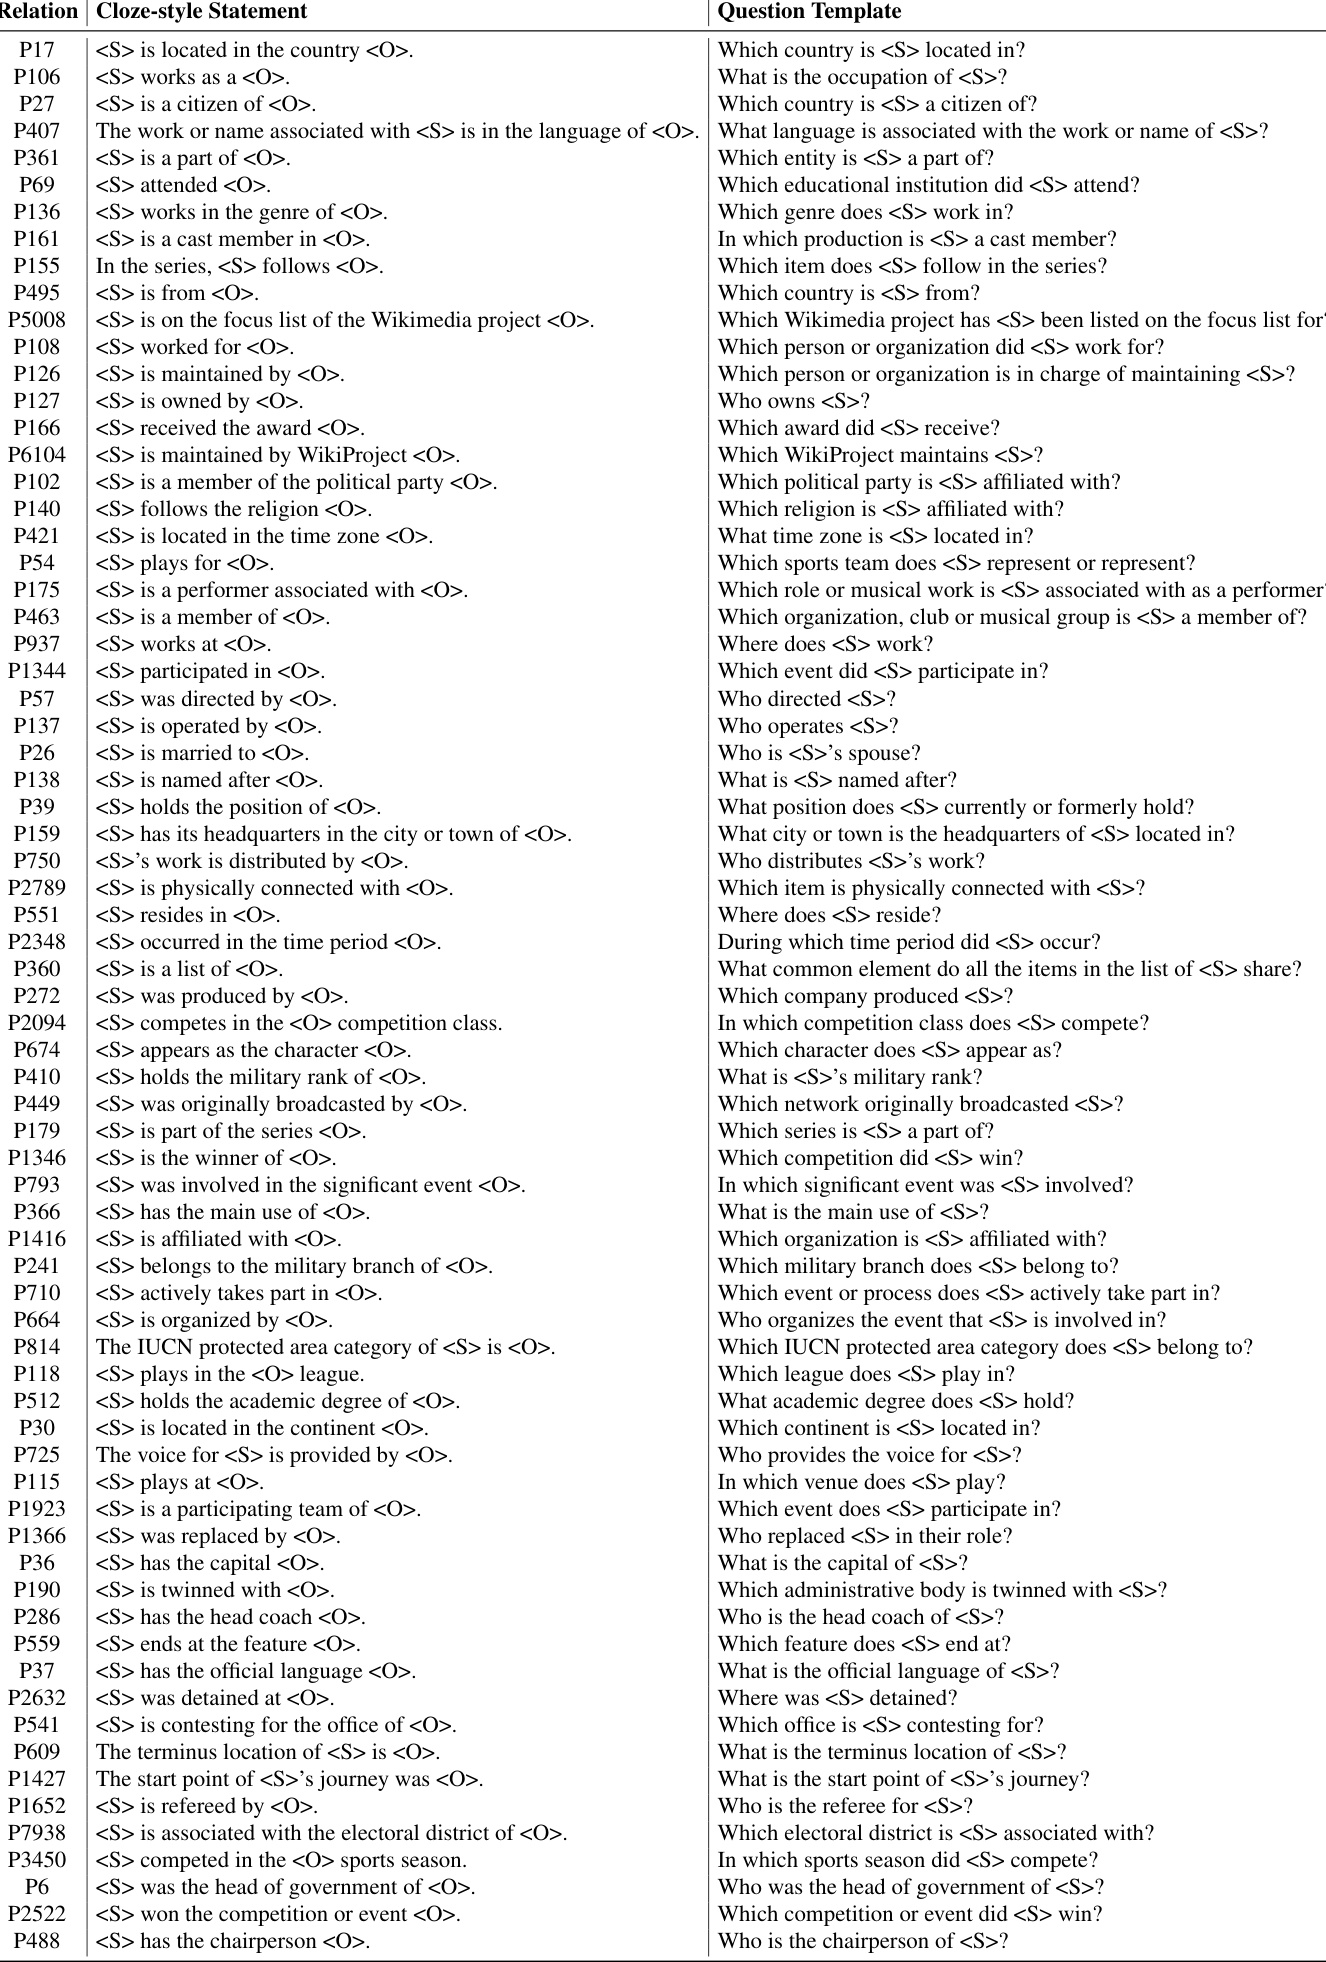 Relation Cloze-style Statement Question Template
P17 <S> is located in the country <O>. Which country is <S> located in?
P106 <S> works as a <O>. What is the occupation of <S>?
P27 <S> is a citizen of <O>. Which country is <S> a citizen of?
P407 The work or name associated with <S> is in the language of <O>. What language is associated with the work or name of <S>?
P361 <S> is a part of <O>. Which entity is <S> a part of?
P69 <S> attended <O>. Which educational institution did <S> attend?
P136 <S> works in the genre of <O>. Which genre does <S> work in?
P161 <S> is a cast member in <O>. In which production is <S> a cast member?
P155 In the series, <S> follows <O>. Which item does <S> follow in the series?
P495 <S> is from <O>. Which country is <S> from?
P5008 <S> is on the focus list of the Wikimedia project <O>. Which Wikimedia project has <S> been listed on the focus list for?
P108 <S> worked for <O>. Which person or organization did <S> work for?
P126 <S> is maintained by <O>. Which person or organization is in charge of maintaining <S>?
P127 <S> is owned by <O>. Who owns <S>?
P166 <S> received the award <O>. Which award did <S> receive?
P6104 <S> is maintained by WikiProject <O>. Which WikiProject maintains <S>?
P102 <S> is a member of the political party <O>. Which political party is <S> affiliated with?
P140 <S> follows the religion <O>. Which religion is <S> affiliated with?
P421 <S> is located in the time zone <O>. What time zone is <S> located in?
P54 <S> plays for <O>. Which sports team does <S> represent or represent?
P175 <S> is a performer associated with <O>. Which role or musical work is <S> associated with as a performer?
P463 <S> is a member of <O>. Which organization, club or musical group is <S> a member of?
P937 <S> works at <O>. Where does <S> work?
P1344 <S> participated in <O>. Which event did <S> participate in?
P57 <S> was directed by <O>. Who directed <S>?
P137 <S> is operated by <O>. Who operates <S>?
P26 <S> is married to <O>. Who is <S>’s spouse?
P138 <S> is named after <O>. What is <S> named after?
P39 <S> holds the position of <O>. What position does <S> currently or formerly hold?
P159 <S> has its headquarters in the city or town of <O>. What city or town is the headquarters of <S> located in?
P750 <S>’s work is distributed by <O>. Who distributes <S>’s work?
P2789 <S> is physically connected with <O>. Which item is physically connected with <S>?
P551 <S> resides in <O>. Where does <S> reside?
P2348 <S> occurred in the time period <O>. During which time period did <S> occur?
P360 <S> is a list of <O>. What common element do all the items in the list of <S> share?
P272 <S> was produced by <O>. Which company produced <S>?
P2094 <S> competes in the <O> competition class. In which competition class does <S> compete?
P674 <S> appears as the character <O>. Which character does <S> appear as?
P410 <S> holds the military rank of <O>. What is <S>’s military rank?
P449 <S> was originally broadcasted by <O>. Which network originally broadcasted <S>?
P179 <S> is part of the series <O>. Which series is <S> a part of?
P1346 <S> is the winner of <O>. Which competition did <S> win?
P793 <S> was involved in the significant event <O>. In which significant event was <S> involved?
P366 <S> has the main use of <O>. What is the main use of <S>?
P1416 <S> is affiliated with <O>. Which organization is <S> affiliated with?
P241 <S> belongs to the military branch of <O>. Which military branch does <S> belong to?
P710 <S> actively takes part in <O>. Which event or process does <S> actively take part in?
P664 <S> is organized by <O>. Who organizes the event that <S> is involved in?
P814 The IUCN protected area category of <S> is <O>. Which IUCN protected area category does <S> belong to?
P118 <S> plays in the <O> league. Which league does <S> play in?
P512 <S> holds the academic degree of <O>. What academic degree does <S> hold?
P30 <S> is located in the continent <O>. Which continent is <S> located in?
P725 The voice for <S> is provided by <O>. Who provides the voice for <S>?
P115 <S> plays at <O>. In which venue does <S> play?
P1923 <S> is a participating team of <O>. Which event does <S> participate in?
P1366 <S> was replaced by <O>. Who replaced <S> in their role?
P36 <S> has the capital <O>. What is the capital of <S>?
P190 <S> is twinned with <O>. Which administrative body is twinned with <S>?
P286 <S> has the head coach <O>. Who is the head coach of <S>?
P559 <S> ends at the feature <O>. Which feature does <S> end at?
P37 <S> has the official language <O>. What is the official language of <S>?
P2632 <S> was detained at <O>. Where was <S> detained?
P541 <S> is contesting for the office of <O>. Which office is <S> contesting for?
P609 The terminus location of <S> is <O>. What is the terminus location of <S>?
P1427 The start point of <S>’s journey was <O>. What is the start point of <S>’s journey?
P1652 <S> is refereed by <O>. Who is the referee for <S>?
P7938 <S> is associated with the electoral district of <O>. Which electoral district is <S> associated with?
P3450 <S> competed in the <O> sports season. In which sports season did <S> compete?
P6 <S> was the head of government of <O>. Who was the head of government of <S>?
P2522 <S> won the competition or event <O>. Which competition or event did <S> win?
P488 <S> has the chairperson <O>. Who is the chairperson of <S>?